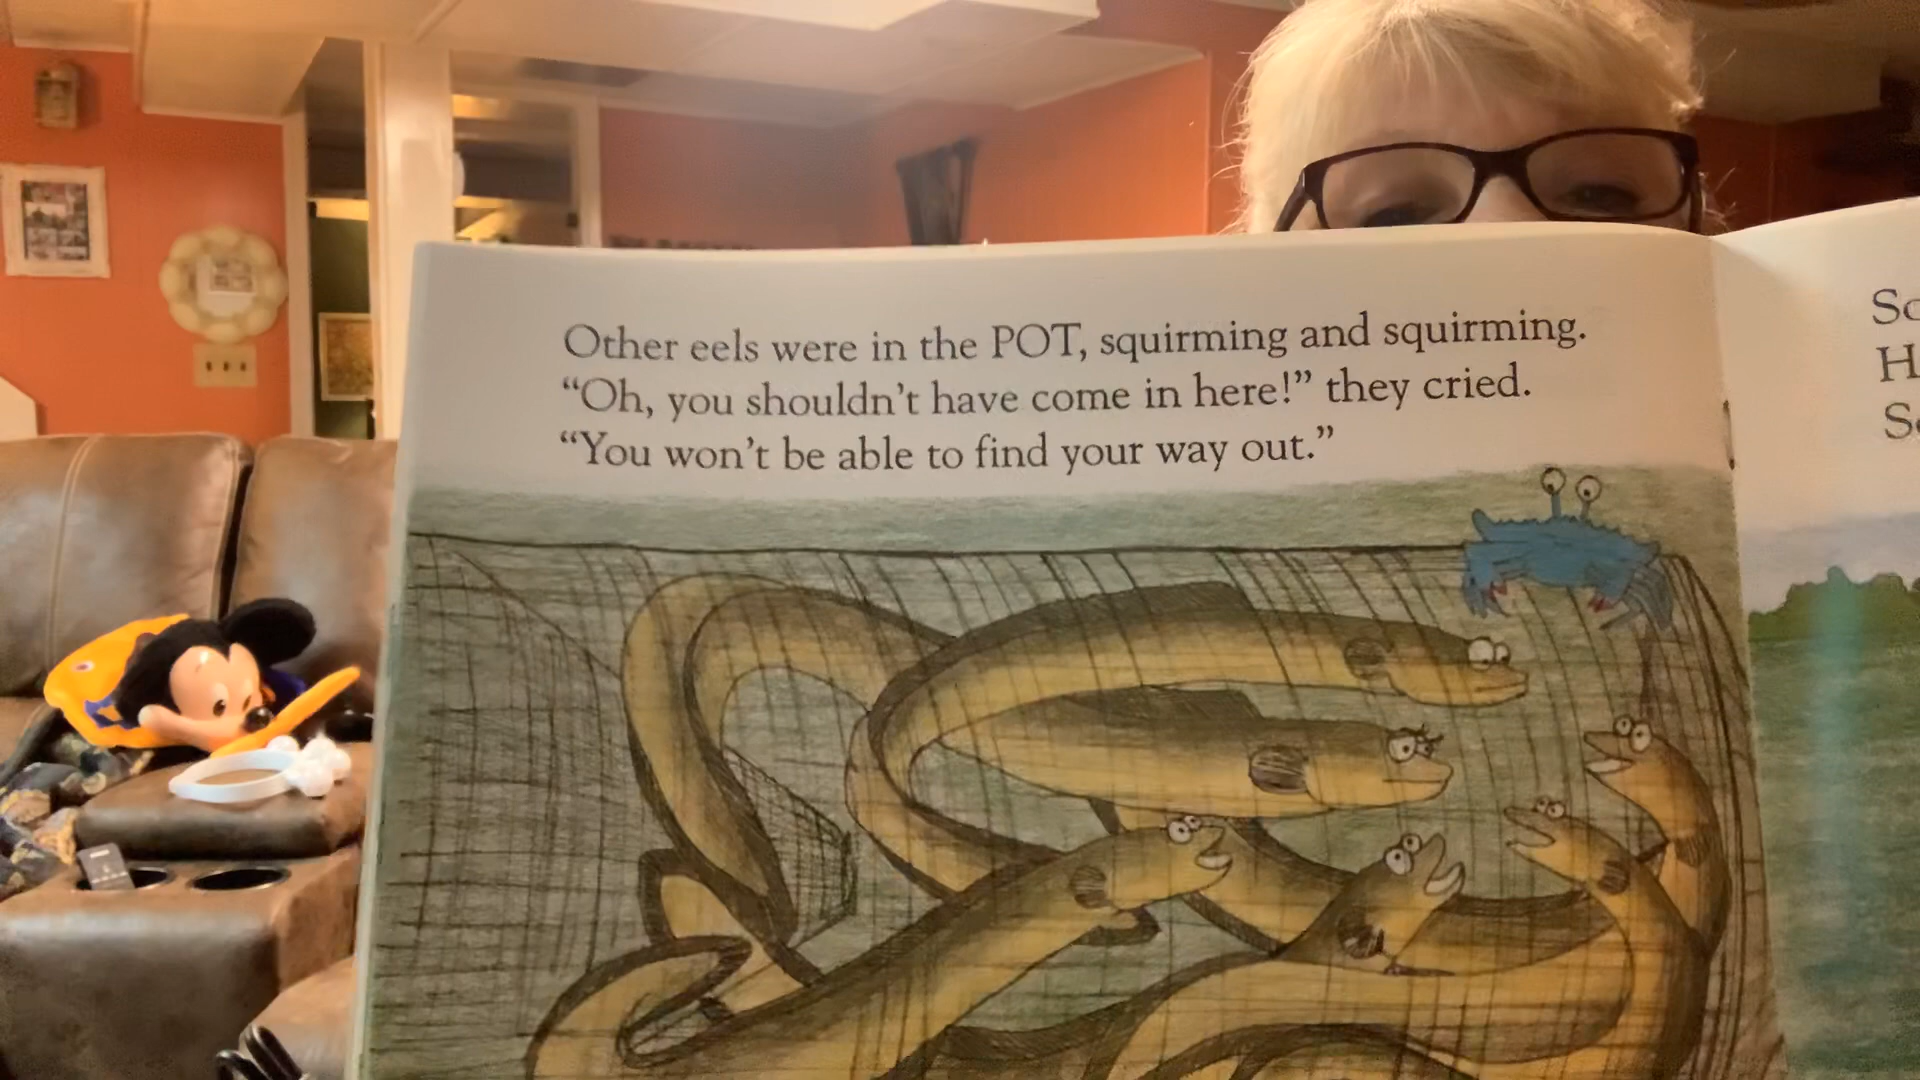 Other eels were in the POT, squirming and squirming.
“Oh, you shouldn’t have come in here!” they cried.
“You won’t be able to find your way out.”